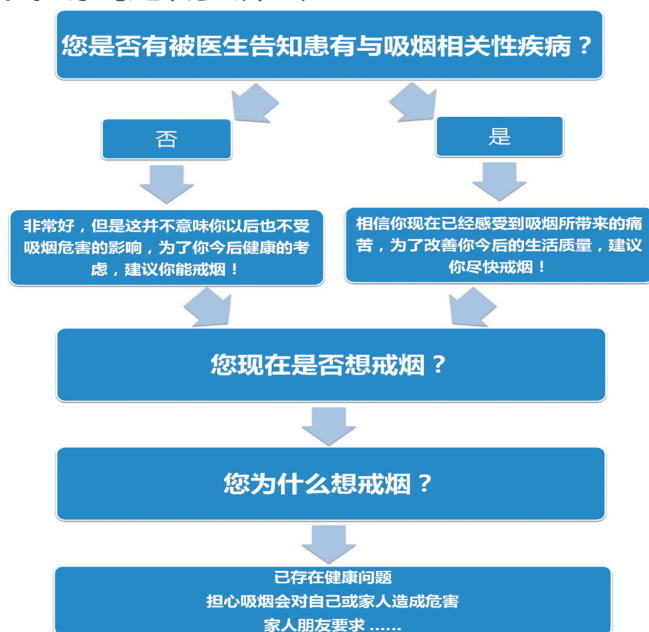 您是否有被医生告知患有与吸烟相关性疾病？
否
是
非常好，但是这并不意味你以后也不受
吸烟危害的影响，为了你今后健康的考
虑，建议你能戒烟！
相信你现在已经感受到吸烟所带来的痛
苦，为了改善你今后的生活质量，建议
你尽快戒烟！
您现在是否想戒烟？
您为什么想戒烟？
已存在健康问题
担心吸烟会对自己或家人造成危害
家人朋友要求……